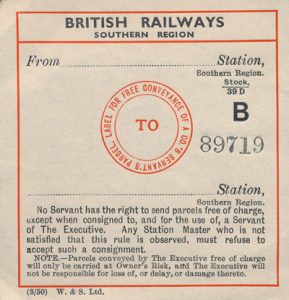 BRITISH RAILWAYS
SOUTHERN REGION
From Station,
Southern Region.
Stock,
39 D
B
LABEL FOR FREE CONVEYANCE OF A CO.'S SERVANT'S PARCEL,
TO
89719
Station,
Southern Region.
No Servant has the right to send parcels free of charge,
except when consigned to, and for the use of, a Servant
of The Executive. Any Station Master who is not
satisfied that this rule is observed, must refuse to
accept such a consignment.
NOTE.—Parcels conveyed by The Executive free of charge
will only be carried at Owner's Risk, and The Executive will
not be responsible for loss of, or delay, or damage thereto.
(3/50) W. & S. Ltd.